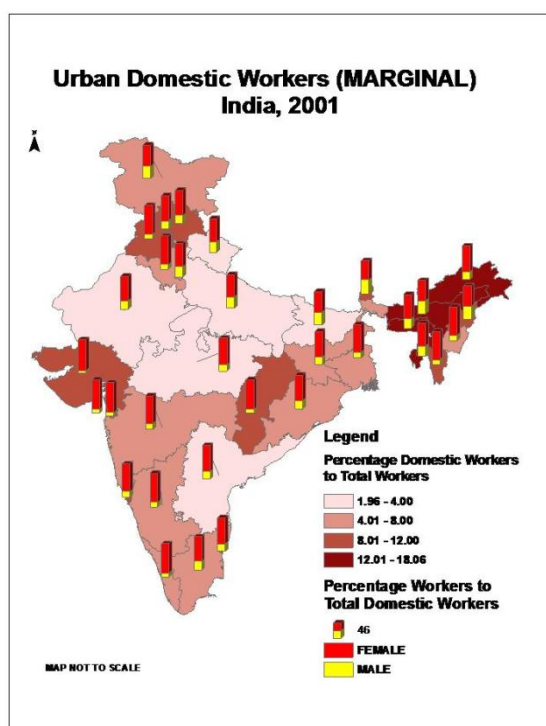 Urban Domestic Workers (MARGINAL)
India, 2001
N
Legend
Percentage Domestic Workers
to Total Workers
1.96 - 4.00
4.01 - 8.00
8.01 - 12.00
12.01 - 18.06
Percentage Workers to
Total Domestic Workers
46
FEMALE
MALE
MAP NOT TO SCALE